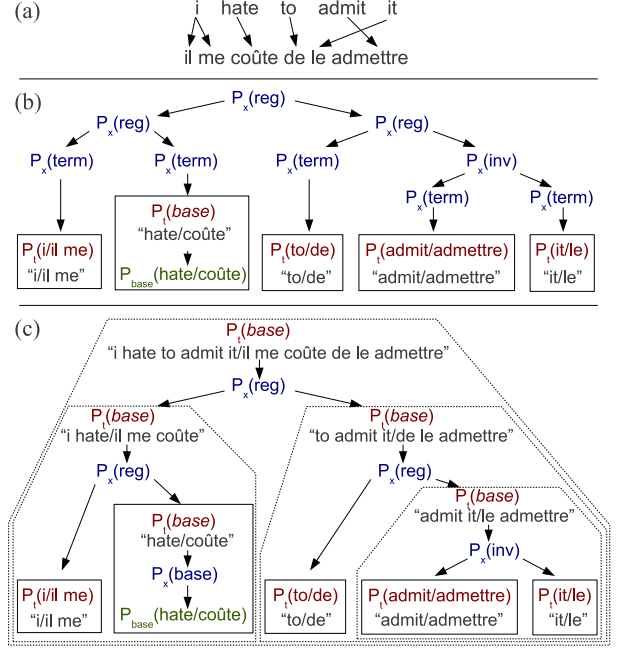 (a)
i hate to admit it
il me coûte de le admettre
(b)
Px(reg)
Px(reg) Px(reg)
Px(term) Px(term) Px(term) Px(inv)
Px(term) Px(term)
Pt(base)
"hate/coûte"
Pbase(hate/coûte)
Pt(i/il me) Pt(to/de) Pt(admit/admettre) Pt(it/le)
"i/il me" "to/de" "admit/admettre" "it/le"
(c)
Pt(base)
"i hate to admit it/il me coûte de le admettre"
Px(reg)
Pt(base) Pt(base)
"i hate/il me coûte" "to admit it/de le admettre"
Px(reg) Px(reg)
Pt(base)
"admit it/le admettre"
Px(inv)
Pt(base)
"hate/coûte"
Px(base)
Pbase(hate/coûte)
Pt(i/il me) Pt(to/de) Pt(admit/admettre) Pt(it/le)
"i/il me" "to/de" "admit/admettre" "it/le"